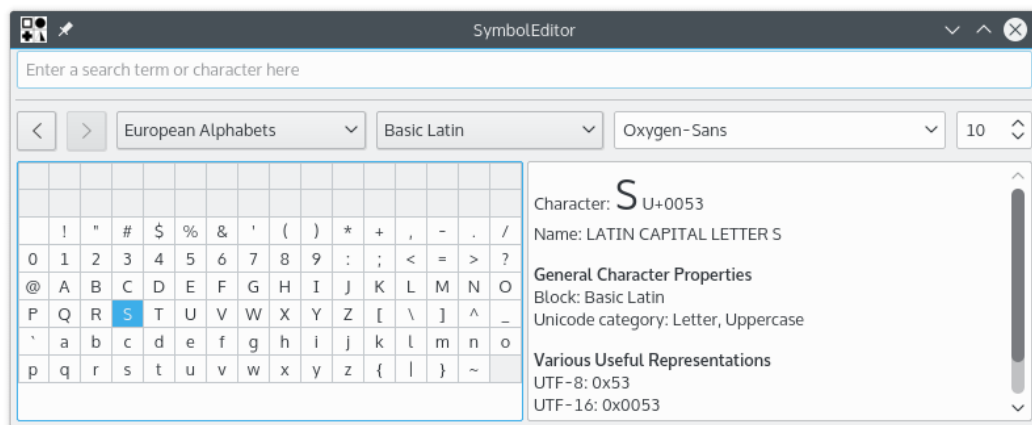 SymbolEditor
Enter a search term or character here
European Alphabets Basic Latin Oxygen-Sans 10
! " # $ % & ' ( ) * + , - . /
0 1 2 3 4 5 6 7 8 9 : ; < = > ?
@ A B C D E F G H I J K L M N O
P Q R S T U V W X Y Z [ \ ] ^ _
` a b c d e f g h i j k l m n o
p q r s t u v w x y z { | } ~
Character: S U+0053
Name: LATIN CAPITAL LETTER S
General Character Properties
Block: Basic Latin
Unicode category: Letter, Uppercase
Various Useful Representations
UTF-8: 0x53
UTF-16: 0x0053